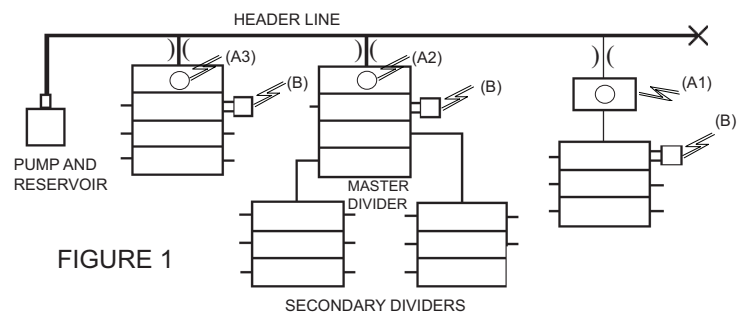 HEADER LINE
(A3)
(A2)
(B)
(B)
(A1)
(B)
PUMP AND
RESERVOIR
MASTER
DIVIDER
FIGURE 1
SECONDARY DIVIDERS